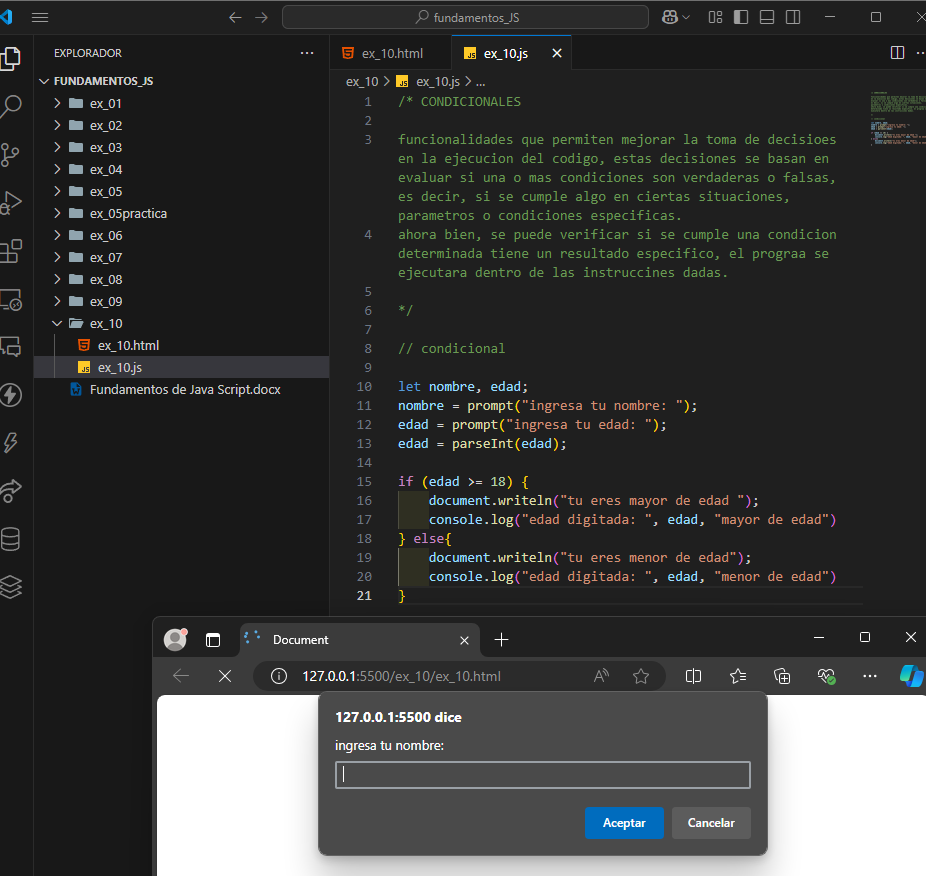 fundamentos_JS
EXPLORADOR
FUNDAMENTOS_JS
ex_01
ex_02
ex_03
ex_04
ex_05
ex_05practica
ex_06
ex_07
ex_08
ex_09
ex_10
ex_10.html
ex_10.js
Fundamentos de Java Script.docx
ex_10.html
JS ex_10.js
ex_10 > JS ex_10.js > ...
1 /* CONDICIONALES
2
3 funcionalidades que permiten mejorar la toma de decisioes
en la ejecucion del codigo, estas decisiones se basan en
evaluar si una o mas condiciones son verdaderas o falsas,
es decir, si se cumple algo en ciertas situaciones,
parametros o condiciones especificas.
4 ahora bien, se puede verificar si se cumple una condicion
determinada tiene un resultado especifico, el prograa se
ejecutara dentro de las instruccines dadas.
5
6 */
7
8 // condicional
9
10 let nombre, edad;
11 nombre = prompt("ingresa tu nombre: ");
12 edad = prompt("ingresa tu edad: ");
13 edad = parseInt(edad);
14
15 if (edad >= 18) {
16 document.writeln("tu eres mayor de edad ");
17 console.log("edad digitada: ", edad, "mayor de edad")
18 } else{
19 document.writeln("tu eres menor de edad");
20 console.log("edad digitada: ", edad, "menor de edad")
21 }
Document
127.0.0.1:5500/ex_10/ex_10.html
127.0.0.1:5500 dice
ingresa tu nombre:
Aceptar Cancelar